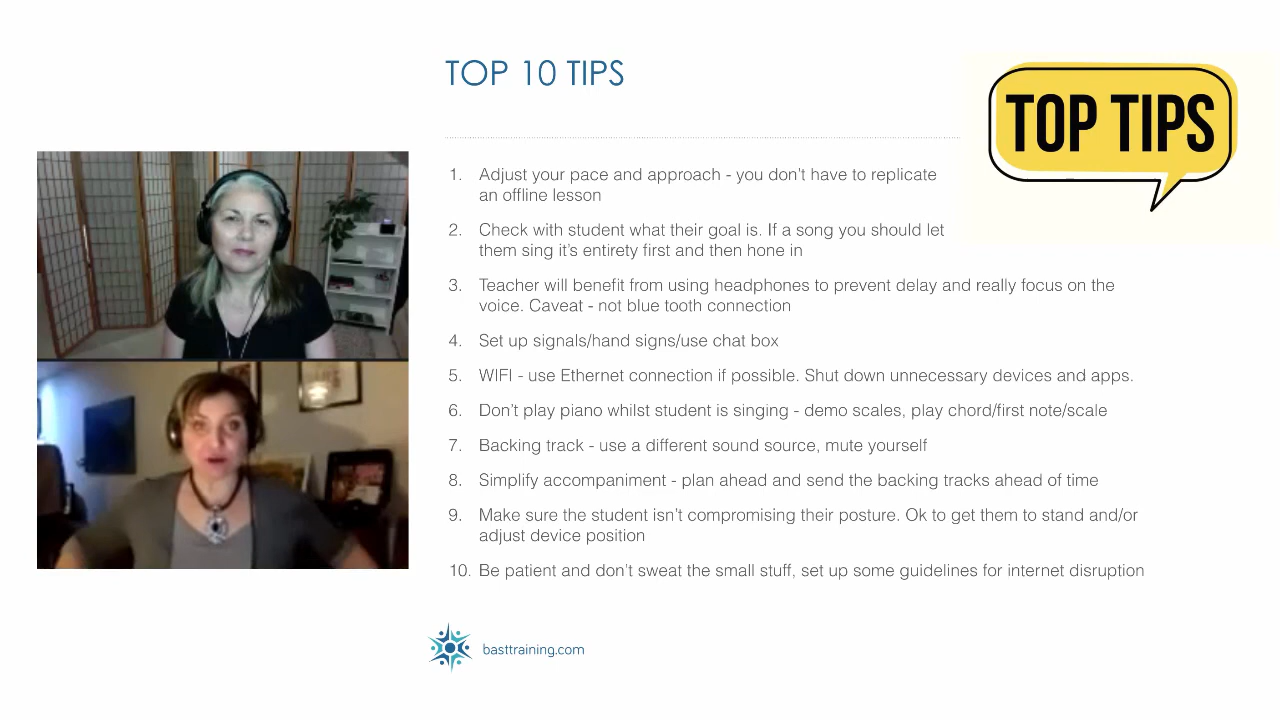 TOP 10 TIPS
TOP TIPS
1. Adjust your pace and approach - you don't have to replicate
an offline lesson
2. Check with student what their goal is. If a song you should let
them sing it's entirety first and then hone in
3. Teacher will benefit from using headphones to prevent delay and really focus on the
voice. Caveat - not blue tooth connection
4. Set up signals/hand signs/use chat box
5. WIFI - use Ethernet connection if possible. Shut down unnecessary devices and apps.
6. Don't play piano whilst student is singing - demo scales, play chord/first note/scale
7. Backing track - use a different sound source, mute yourself
8. Simplify accompaniment - plan ahead and send the backing tracks ahead of time
9. Make sure the student isn't compromising their posture. Ok to get them to stand and/or
adjust device position
10. Be patient and don't sweat the small stuff, set up some guidelines for internet disruption
basttraining.com